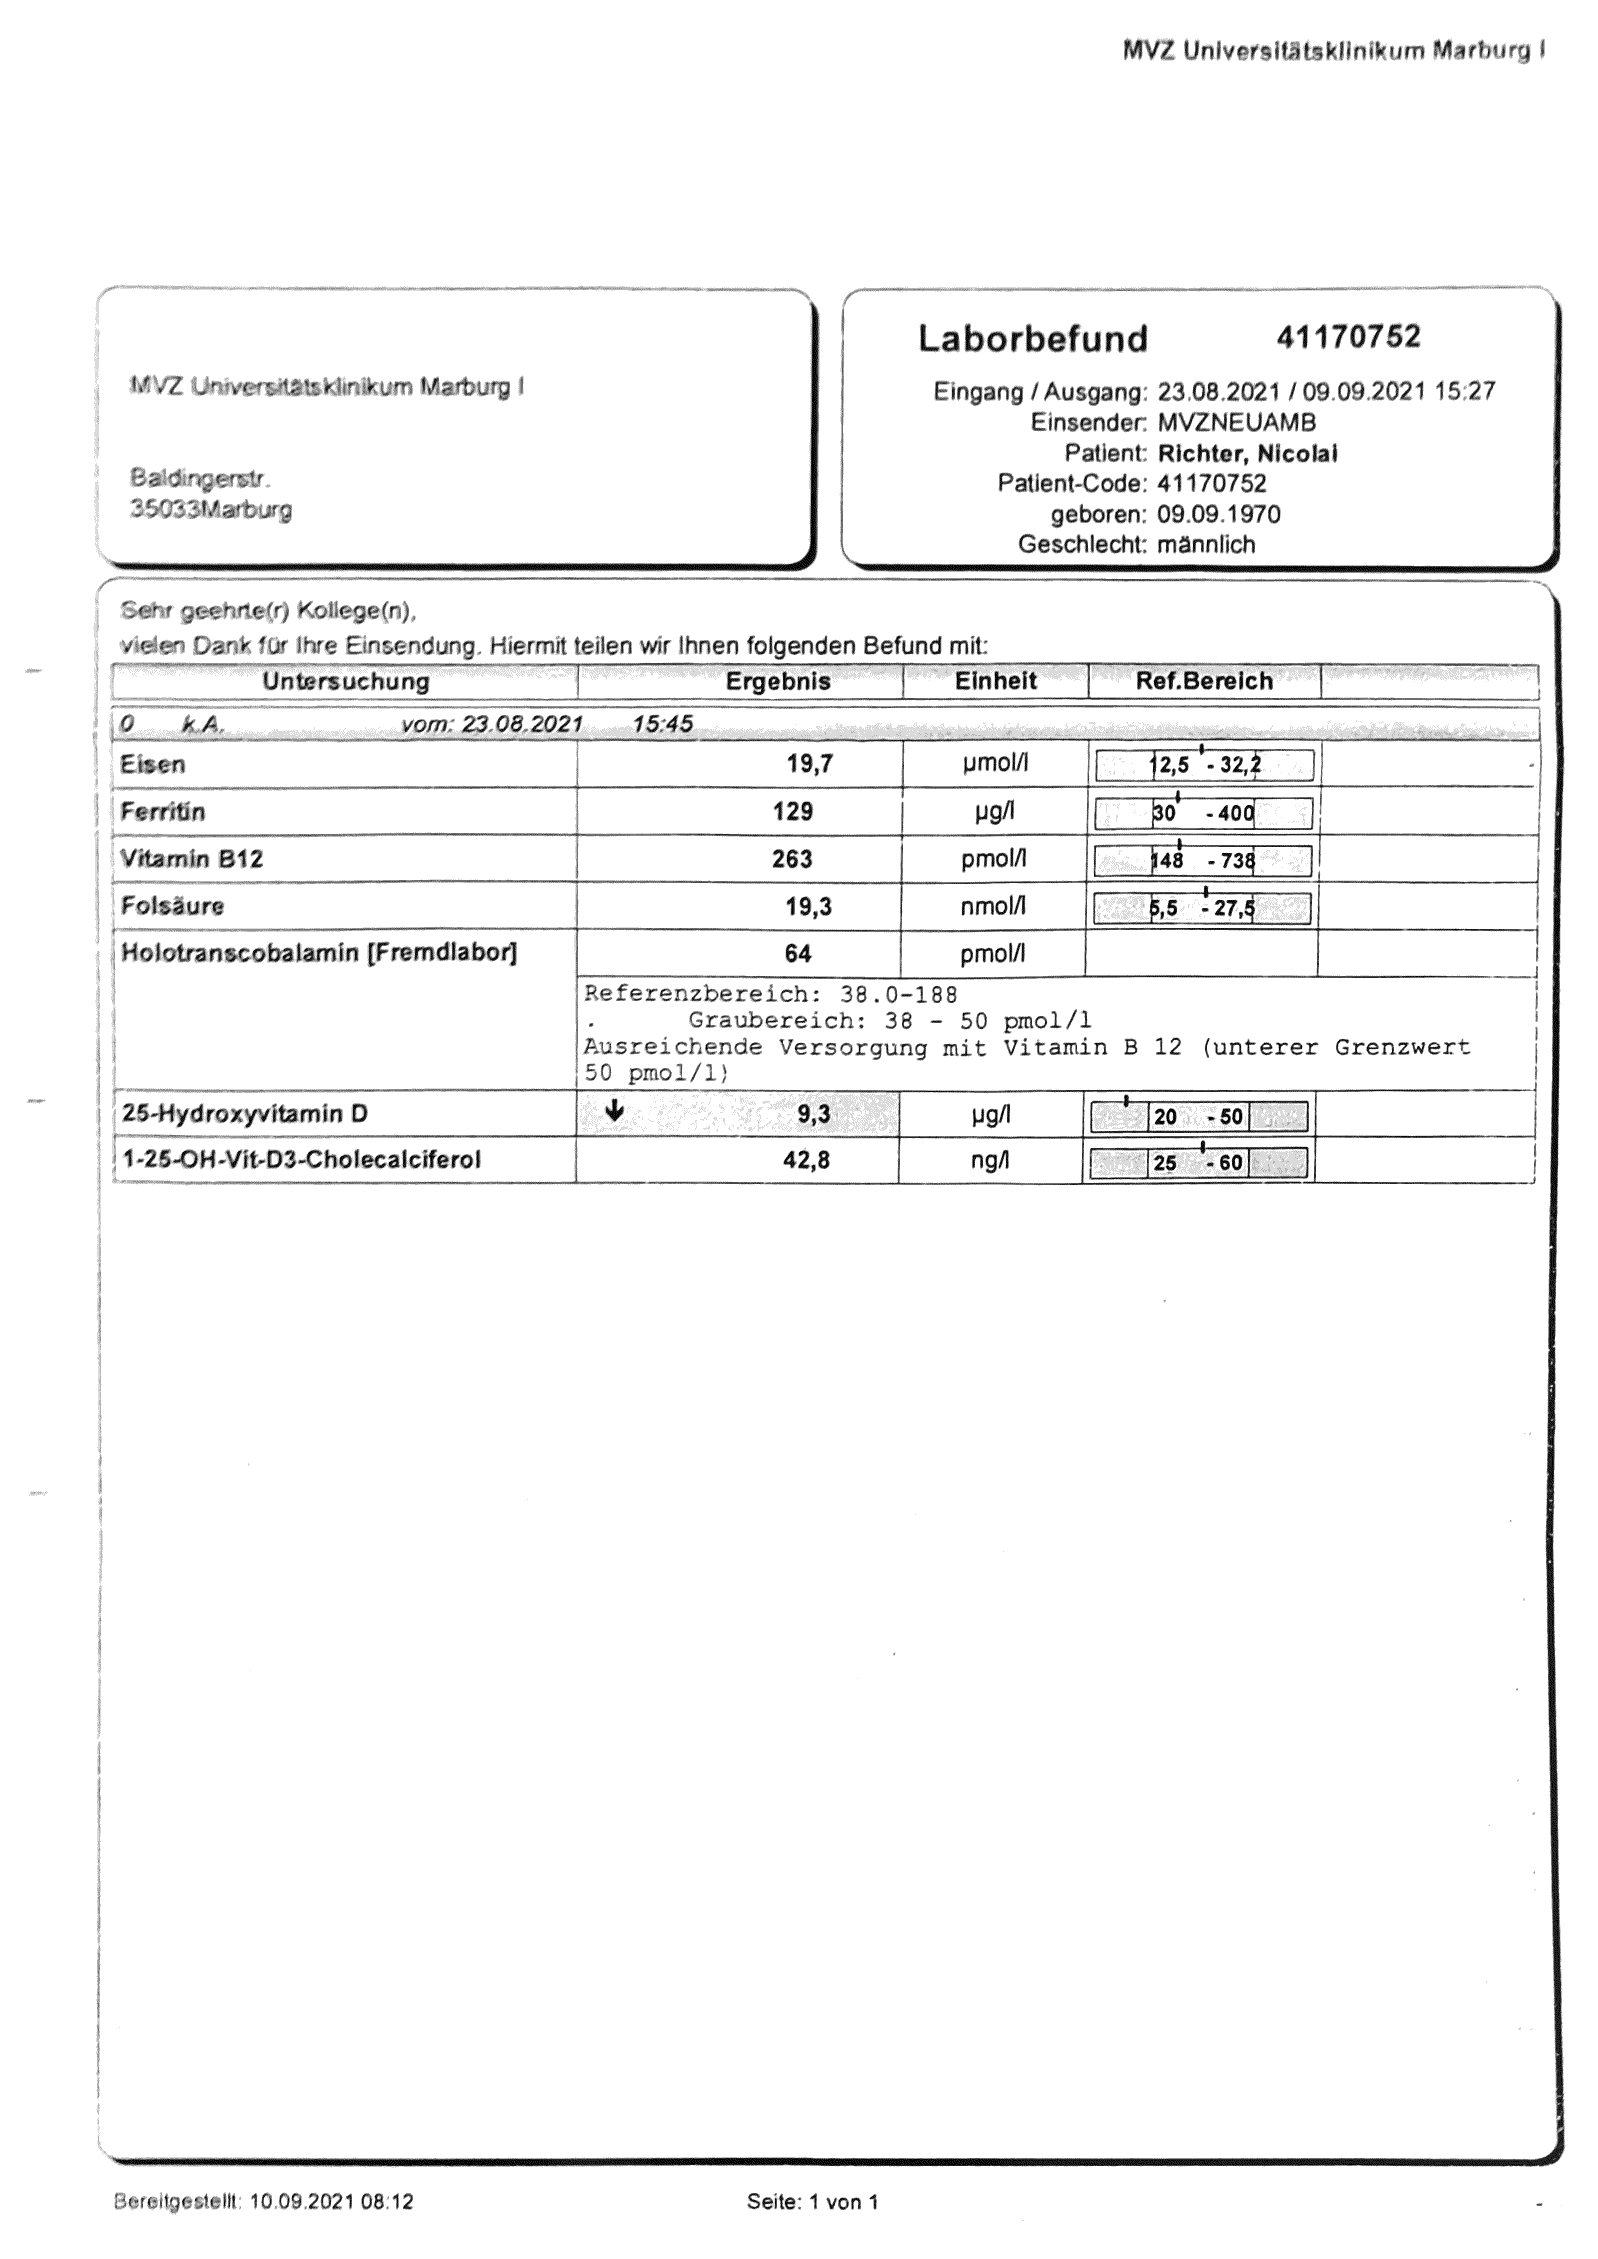 MVZ Universitätsklinikum Marburg I
MVZ Universitätsklinikum Marburg I
Baldingerstr.
35033Marburg
Laborbefund 41170752
Eingang / Ausgang: 23.08.2021 / 09.09.2021 15:27
Einsender: MVZNEUAMB
Patient: Richter, Nicolai
Patient-Code: 41170752
geboren: 09.09.1970
Geschlecht: männlich
Sehr geehrte(r) Kollege(n),
vielen Dank für Ihre Einsendung. Hiermit teilen wir Ihnen folgenden Befund mit:
Untersuchung Ergebnis Einheit Ref.Bereich
0 k.A. vom: 23.08.2021 15:45
Eisen 19,7 µmol/l 12,5 - 32,2
Ferritin 129 µg/l 30 - 400
Vitamin B12 263 pmol/l 148 - 738
Folsäure 19,3 nmol/l 5,5 - 27,5
Holotranscobalamin [Fremdlabor] 64 pmol/l
Referenzbereich: 38.0-188
. Graubereich: 38 - 50 pmol/l
Ausreichende Versorgung mit Vitamin B 12 (unterer Grenzwert
50 pmol/l)
25-Hydroxyvitamin D ↓ 9,3 µg/l 20 - 50
1-25-OH-Vit-D3-Cholecalciferol 42,8 ng/l 25 - 60
Bereitgestellt: 10.09.2021 08:12 Seite: 1 von 1